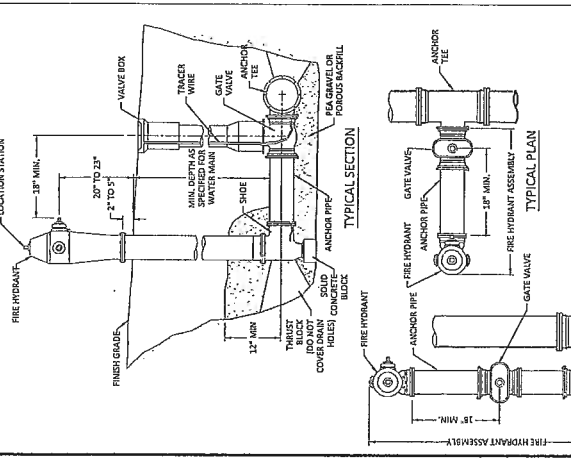 LOCATION STATION
FIRE HYDRANT
18" MIN.
20" TO 23"
2" TO 5"
FINISH GRADE
VALVE BOX
TRACER
WIRE
GATE
VALVE
ANCHOR
TEE
MIN. DEPTH AS
SPECIFIED FOR
WATER MAIN
SHOE
12" MIN
THRUST
BLOCK
(DO NOT
COVER DRAIN
HOLES)
SOLID
CONCRETE
BLOCK
ANCHOR PIPE
PEA GRAVEL OR
POROUS BACKFILL
TYPICAL SECTION
ANCHOR
TEE
GATE VALVE
ANCHOR PIPE
FIRE HYDRANT
18" MIN.
FIRE HYDRANT ASSEMBLY
TYPICAL PLAN
FIRE HYDRANT
ANCHOR PIPE
GATE VALVE
18" MIN.
FIRE HYDRANT ASSEMBLY